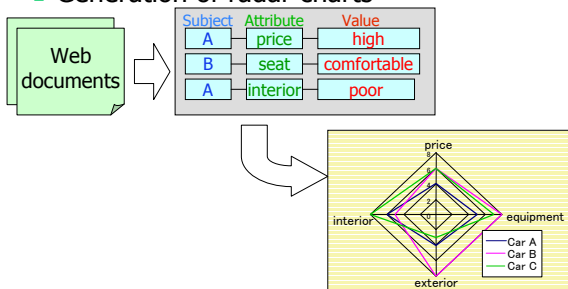 Generation of radar charts
Subject Attribute Value
Web
documents
A price high
B seat comfortable
A interior poor
price
8
6
4
2
0
interior
equipment
exterior
Car A
Car B
Car C